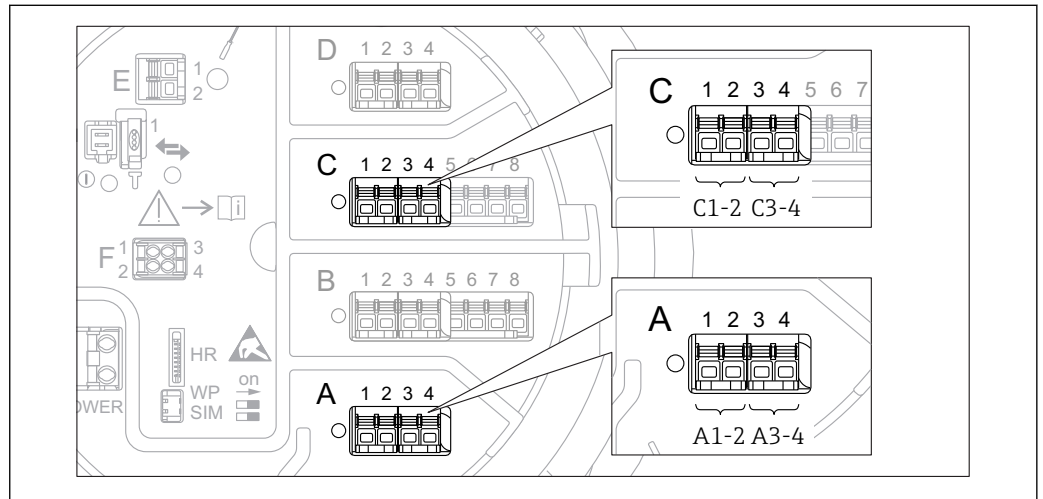 D 1 2 3 4
E 1
2
1
C 1 2 3 4 5 6 7 8
i
F 1 3
2 4
B 1 2 3 4 5 6 7 8
HR
WP on
SIM
OWER
A 1 2 3 4
C 1 2 3 4 5 6 7
C1-2 C3-4
A 1 2 3 4
A1-2 A3-4